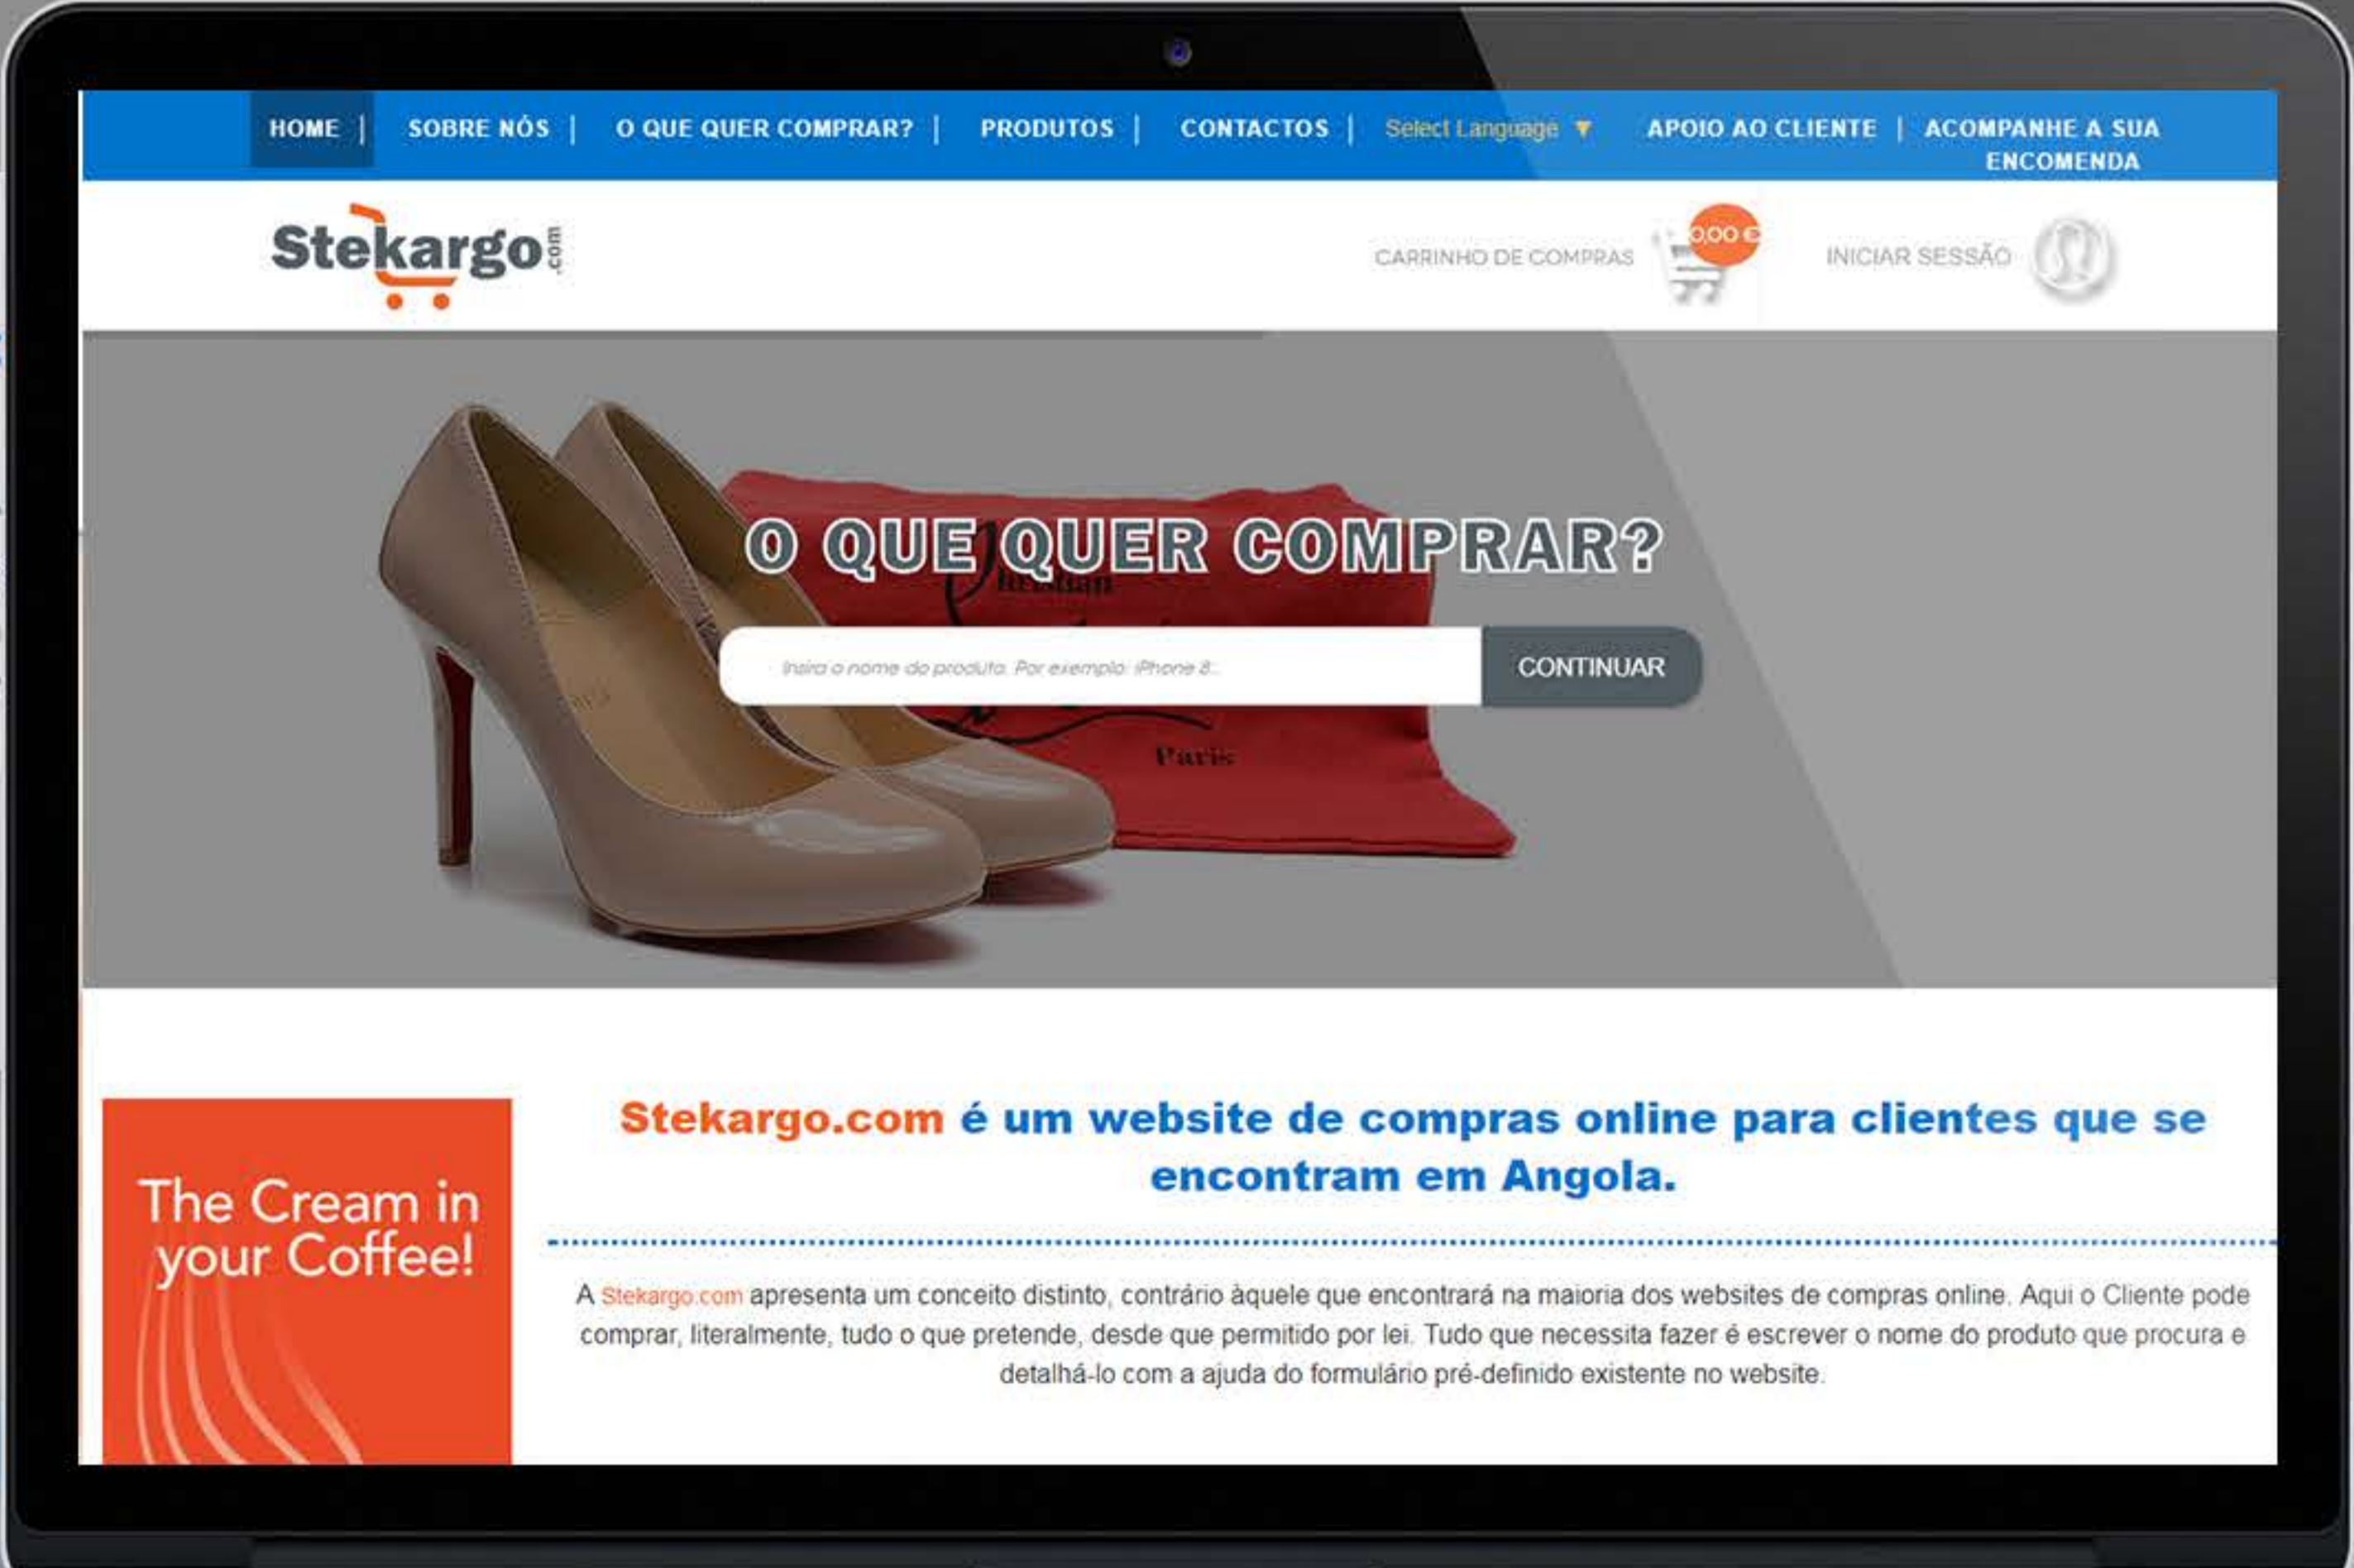 HOME | SOBRE NÓS | O QUE QUER COMPRAR? | PRODUTOS | CONTACTOS | Select Language ▼ APOIO AO CLIENTE | ACOMPANHE A SUA
ENCOMENDA
Stekargo.com
CARRINHO DE COMPRAS
0,00 €
INICIAR SESSÃO
O QUE QUER COMPRAR?
Christian
Insira o nome do produto. Por exemplo: iPhone 8...
CONTINUAR
Paris
The Cream in
your Coffee!
Stekargo.com é um website de compras online para clientes que se
encontram em Angola.
A Stekargo.com apresenta um conceito distinto, contrário àquele que encontrará na maioria dos websites de compras online. Aqui o Cliente pode
comprar, literalmente, tudo o que pretende, desde que permitido por lei. Tudo que necessita fazer é escrever o nome do produto que procura e
detalhá-lo com a ajuda do formulário pré-definido existente no website.